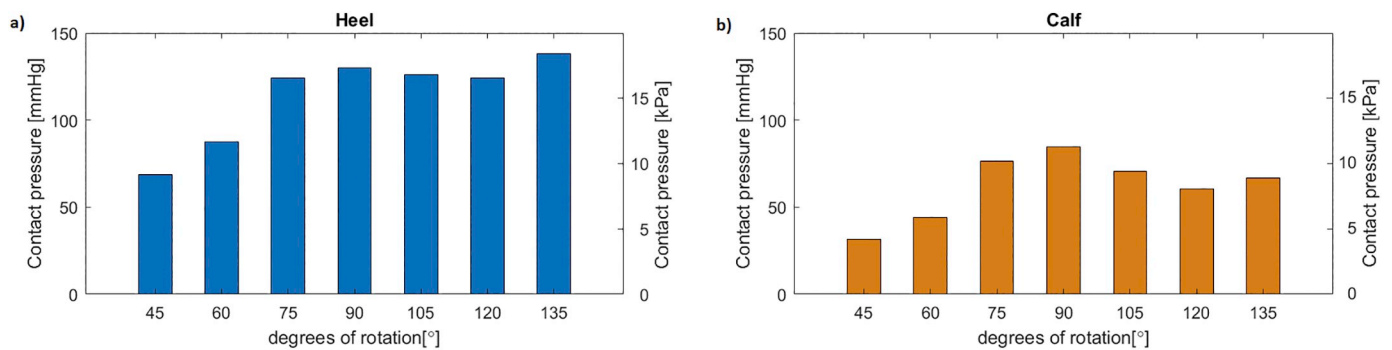 a)
Heel
Contact pressure [mmHg]
150
100
50
0
45 60 75 90 105 120 135
degrees of rotation[°]
15
10
5
0
Contact pressure [kPa]
b)
Calf
Contact pressure [mmHg]
150
100
50
0
45 60 75 90 105 120 135
degrees of rotation[°]
15
10
5
0
Contact pressure [kPa]